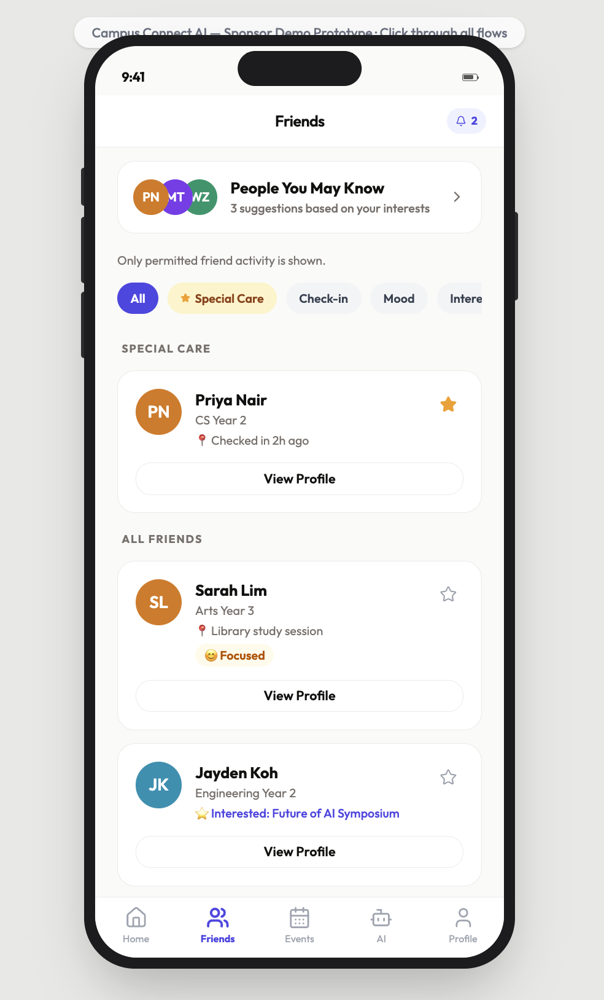 Campus Connect AI — Sponsor Demo Prototype · Click through all flows
9:41
Friends
2
PN
MT
WZ
People You May Know
3 suggestions based on your interests
Only permitted friend activity is shown.
All
Special Care
Check-in
Mood
Intere
SPECIAL CARE
PN
Priya Nair
CS Year 2
📍 Checked in 2h ago
View Profile
ALL FRIENDS
SL
Sarah Lim
Arts Year 3
📍 Library study session
😊 Focused
View Profile
JK
Jayden Koh
Engineering Year 2
⭐ Interested: Future of AI Symposium
View Profile
Home
Friends
Events
AI
Profile